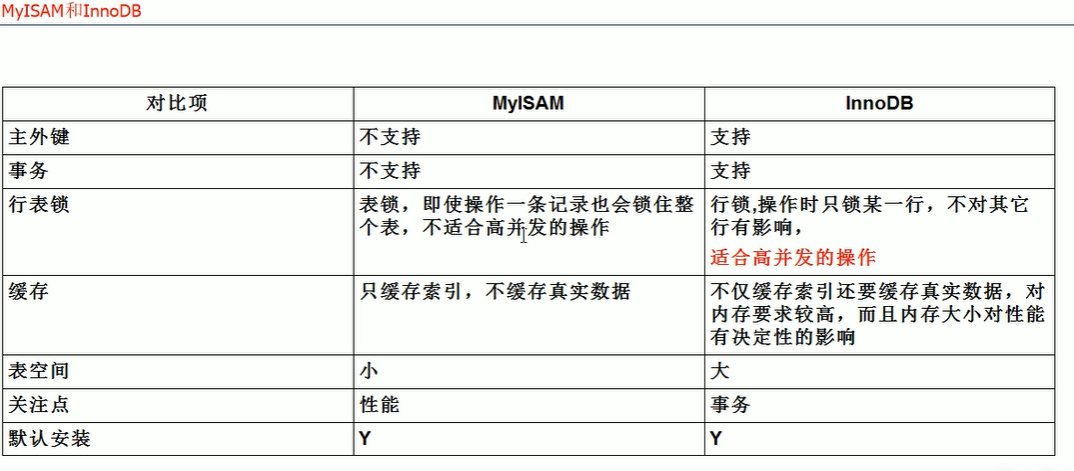 MyISAM和InnoDB
对比项 MyISAM InnoDB
主外键 不支持 支持
事务 不支持 支持
行表锁 表锁，即使操作一条记录也会锁住整 行锁,操作时只锁某一行，不对其它
个表，不适合高并发的操作 行有影响，
适合高并发的操作
缓存 只缓存索引，不缓存真实数据 不仅缓存索引还要缓存真实数据，对
内存要求较高，而且内存大小对性能
有决定性的影响
表空间 小 大
关注点 性能 事务
默认安装 Y Y